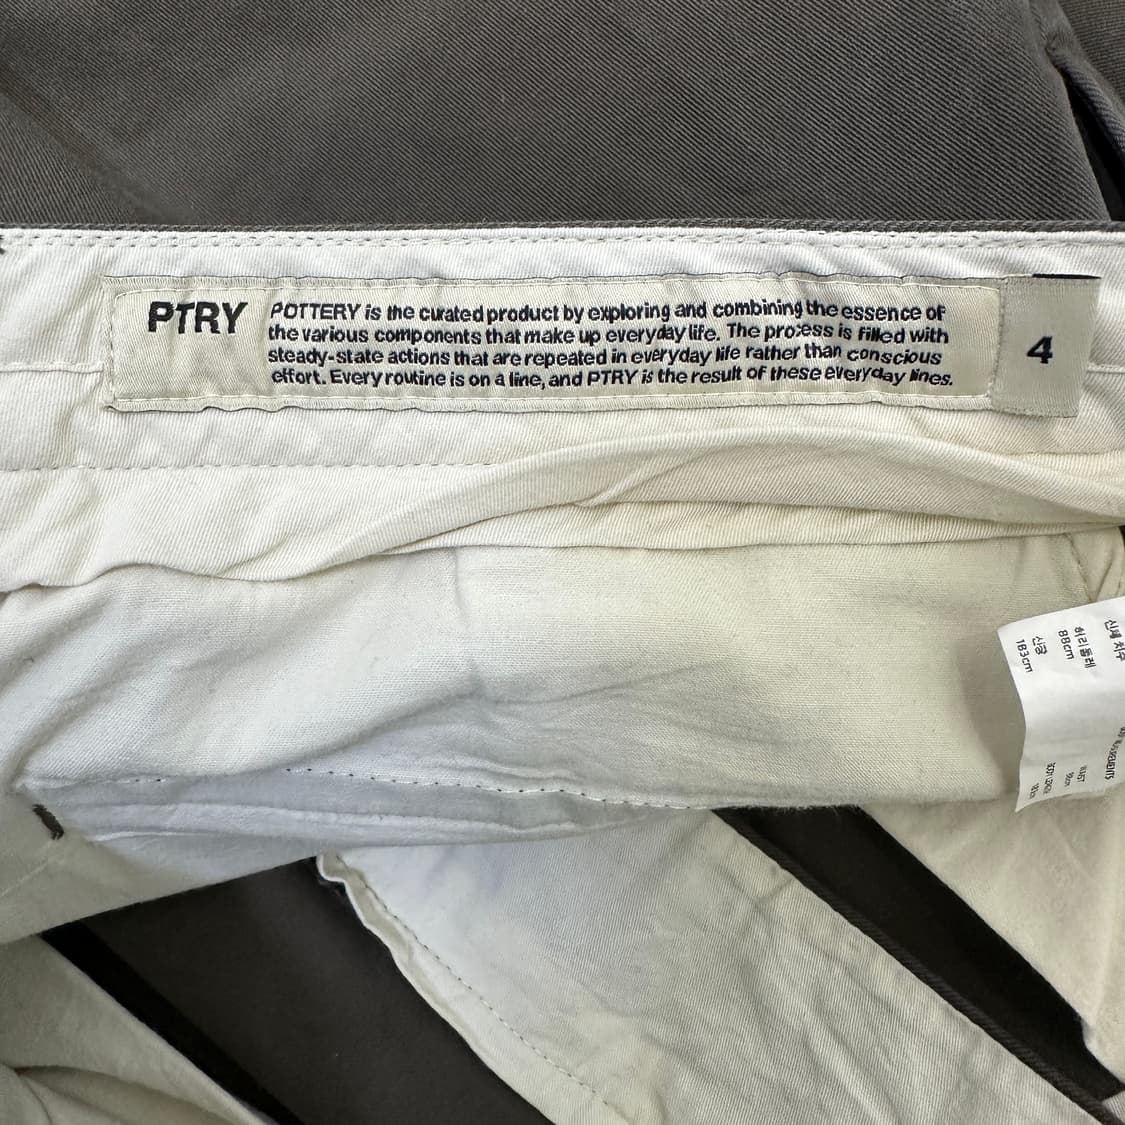 PTRY
POTTERY is the curated product by exploring and combining the essence of
the various components that make up everyday life. The process is filled with
steady-state actions that are repeated in everyday life rather than conscious
effort. Every routine is on a line, and PTRY is the result of these everyday lines.
4
신체 치수
허리둘레
88cm
신장
183cm
WAIST